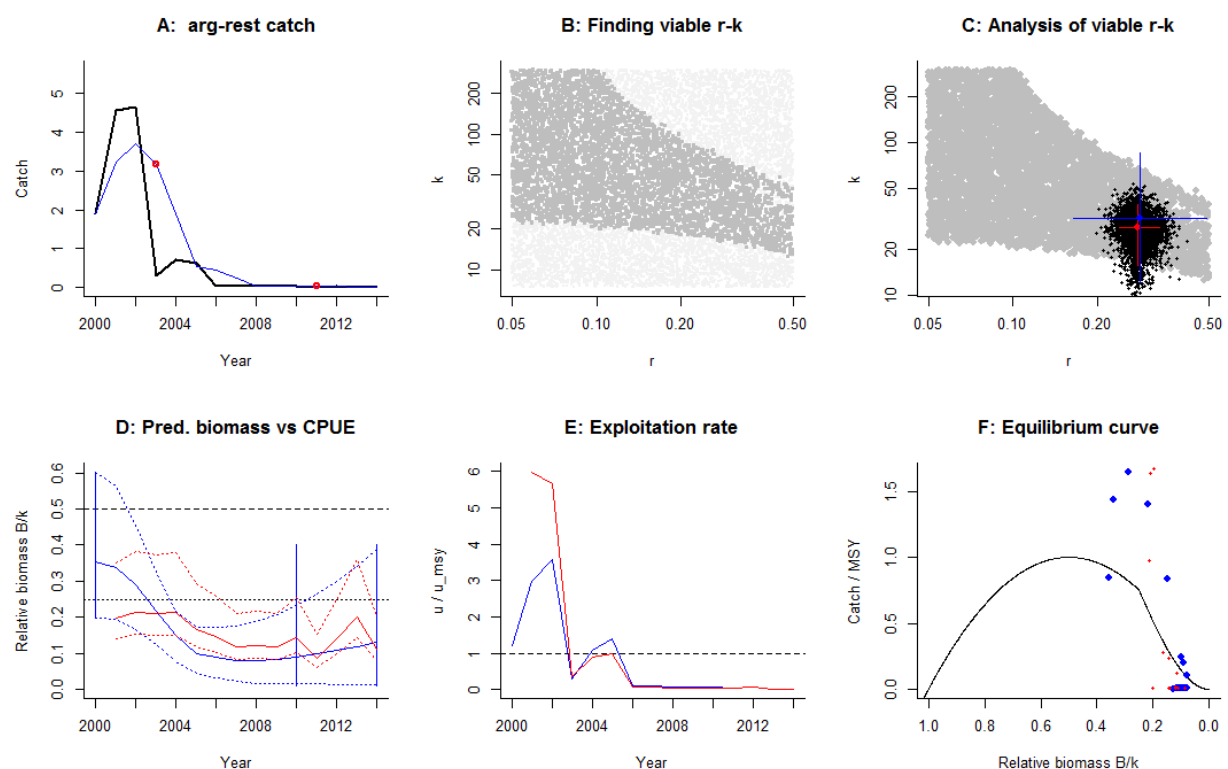 A:  arg-rest catch
B: Finding viable r-k
C: Analysis of viable r-k
Catch
0 1 2 3 4 5
2000 2004 2008 2012
Year
k
10 20 50 100 200
0.05 0.10 0.20 0.50
r
k
10 20 50 100 200
0.05 0.10 0.20 0.50
r
D: Pred. biomass vs CPUE
E: Exploitation rate
F: Equilibrium curve
Relative biomass B/k
0.0 0.1 0.2 0.3 0.4 0.5 0.6
2000 2004 2008 2012
Year
u / u_msy
0 1 2 3 4 5 6
2000 2004 2008 2012
Year
Catch / MSY
0.0 0.5 1.0 1.5
1.0 0.8 0.6 0.4 0.2 0.0
Relative biomass B/k